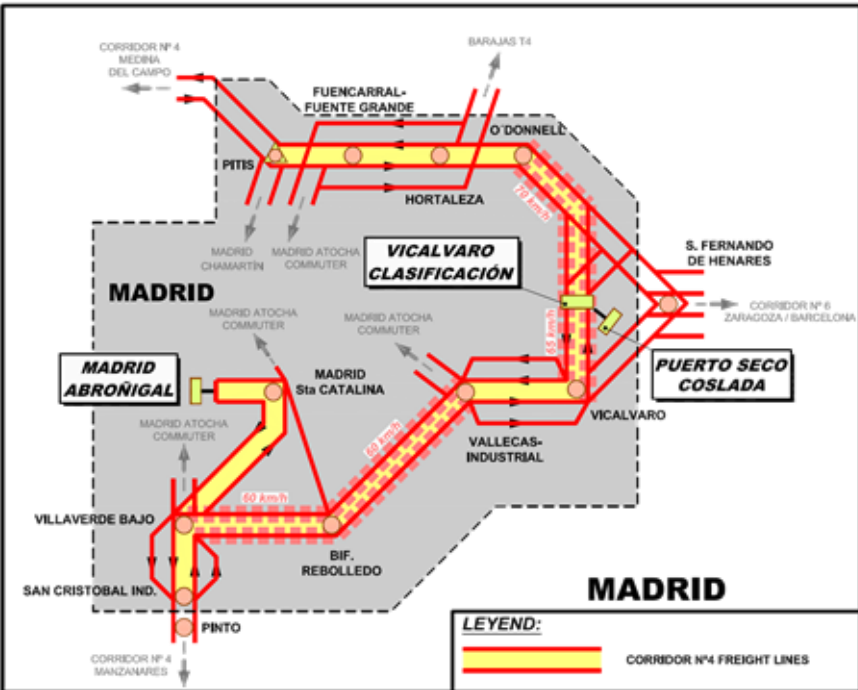 CORRIDOR Nº 4
MEDINA
DEL CAMPO
BARAJAS T4
FUENCARRAL-
FUENTE GRANDE
O´DONNELL
PITIS
HORTALEZA
70 km/h
MADRID
CHAMARTÍN
MADRID ATOCHA
COMMUTER
VICALVARO
CLASIFICACIÓN
S. FERNANDO
DE HENARES
MADRID
MADRID ATOCHA
COMMUTER
MADRID ATOCHA
COMMUTER
CORRIDOR Nº 6
ZARAGOZA / BARCELONA
65 km/h
MADRID
ABROÑIGAL
MADRID
Sta CATALINA
PUERTO SECO
COSLADA
VICALVARO
MADRID ATOCHA
COMMUTER
60 km/h
VALLECAS-
INDUSTRIAL
60 km/h
VILLAVERDE BAJO
BIF.
REBOLLEDO
SAN CRISTOBAL IND.
MADRID
PINTO
LEYEND:
CORRIDOR Nº 4
MANZANARES
CORRIDOR Nº4 FREIGHT LINES